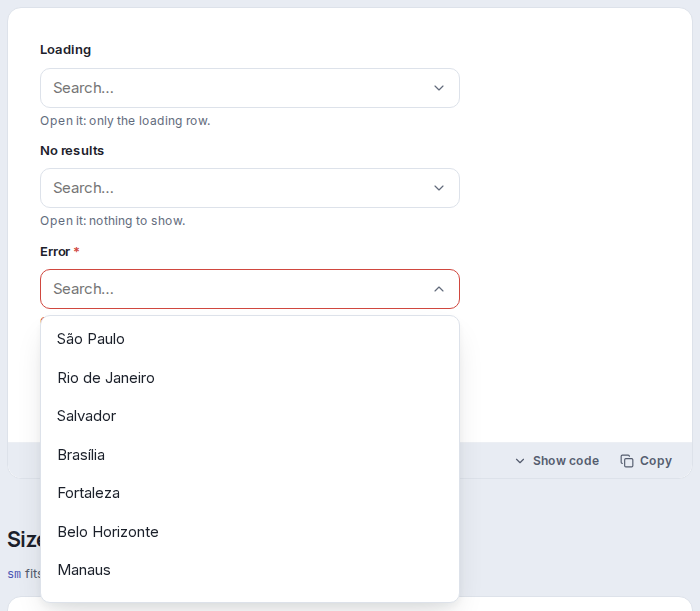 Loading
Search...
Open it: only the loading row.
No results
Search...
Open it: nothing to show.
Error *
Search...
São Paulo
Rio de Janeiro
Salvador
Brasília
Show code
Copy
Fortaleza
Belo Horizonte
Manaus
sm